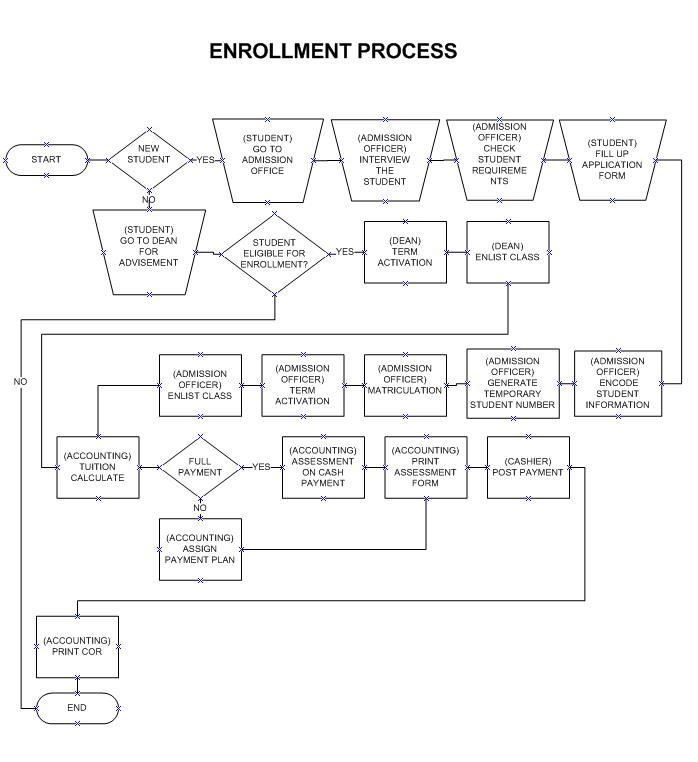 ENROLLMENT PROCESS
START
NEW
STUDENT
YES
(STUDENT)
GO TO
ADMISSION
OFFICE
(ADMISSION
OFFICER)
INTERVIEW
THE
STUDENT
(ADMISSION
OFFICER)
CHECK
STUDENT
REQUIREME
NTS
(STUDENT)
FILL UP
APPLICATION
FORM
NO
(STUDENT)
GO TO DEAN
FOR
ADVISEMENT
STUDENT
ELIGIBLE FOR
ENROLLMENT?
YES
(DEAN)
TERM
ACTIVATION
(DEAN)
ENLIST CLASS
NO
(ADMISSION
OFFICER)
ENLIST CLASS
(ADMISSION
OFFICER)
TERM
ACTIVATION
(ADMISSION
OFFICER)
MATRICULATION
(ADMISSION
OFFICER)
GENERATE
TEMPORARY
STUDENT NUMBER
(ADMISSION
OFFICER)
ENCODE
STUDENT
INFORMATION
(ACCOUNTING)
TUITION
CALCULATE
FULL
PAYMENT
YES
(ACCOUNTING)
ASSESSMENT
ON CASH
PAYMENT
(ACCOUNTING)
PRINT
ASSESSMENT
FORM
(CASHIER)
POST PAYMENT
NO
(ACCOUNTING)
ASSIGN
PAYMENT PLAN
(ACCOUNTING)
PRINT COR
END